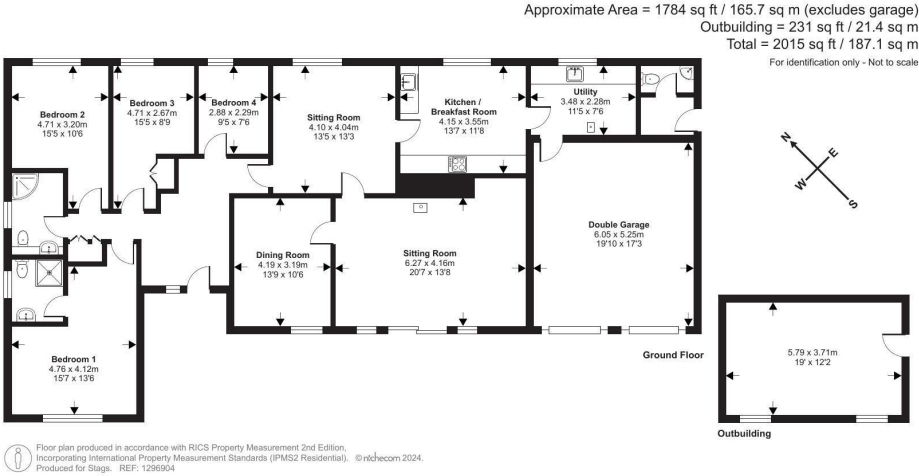 Approximate Area = 1784 sq ft / 165.7 sq m (excludes garage)
Outbuilding = 231 sq ft / 21.4 sq m
Total = 2015 sq ft / 187.1 sq m
For identification only - Not to scale
Bedroom 2
4.71 x 3.20m
15'5 x 10'6
Bedroom 3
4.71 x 2.67m
15'5 x 8'9
Bedroom 4
2.88 x 2.29m
9'5 x 7'6
Sitting Room
4.10 x 4.04m
13'5 x 13'3
Kitchen /
Breakfast Room
4.15 x 3.55m
13'7 x 11'8
Utility
3.48 x 2.28m
11'5 x 7'6
N
E
W
S
Dining Room
4.19 x 3.19m
13'9 x 10'6
Sitting Room
6.27 x 4.16m
20'7 x 13'8
Double Garage
6.05 x 5.25m
19'10 x 17'3
Bedroom 1
4.76 x 4.12m
15'7 x 13'6
Ground Floor
5.79 x 3.71m
19' x 12'2
Outbuilding
Floor plan produced in accordance with RICS Property Measurement 2nd Edition,
Incorporating International Property Measurement Standards (IPMS2 Residential). © ntchecom 2024.
Produced for Stags. REF: 1296904